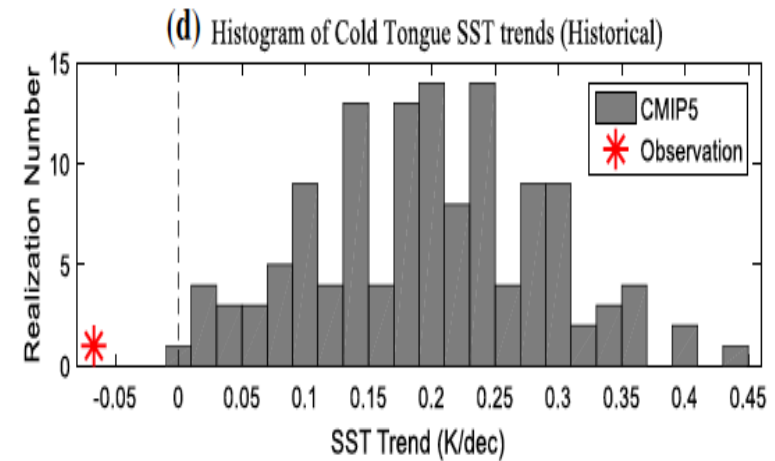 (d) Histogram of Cold Tongue SST trends (Historical)
15
10
5
0
Realization Number
CMIP5
Observation
-0.05 0 0.05 0.1 0.15 0.2 0.25 0.3 0.35 0.4 0.45
SST Trend (K/dec)